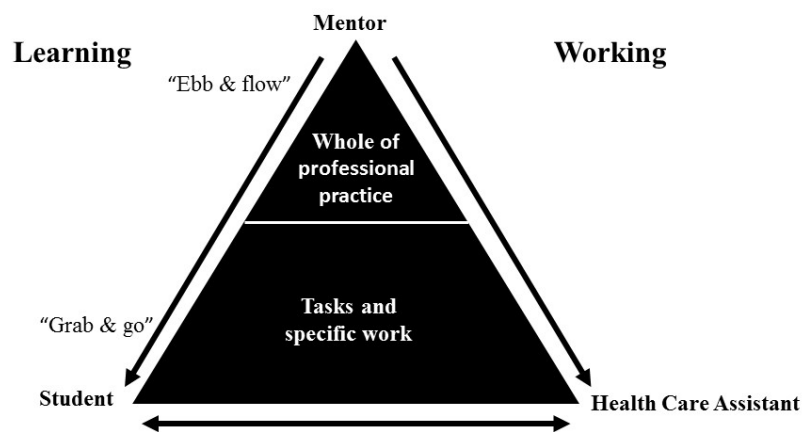 Mentor
Learning
Working
“Ebb & flow”
Whole of
professional
practice
Tasks and
specific work
“Grab & go”
Student
Health Care Assistant